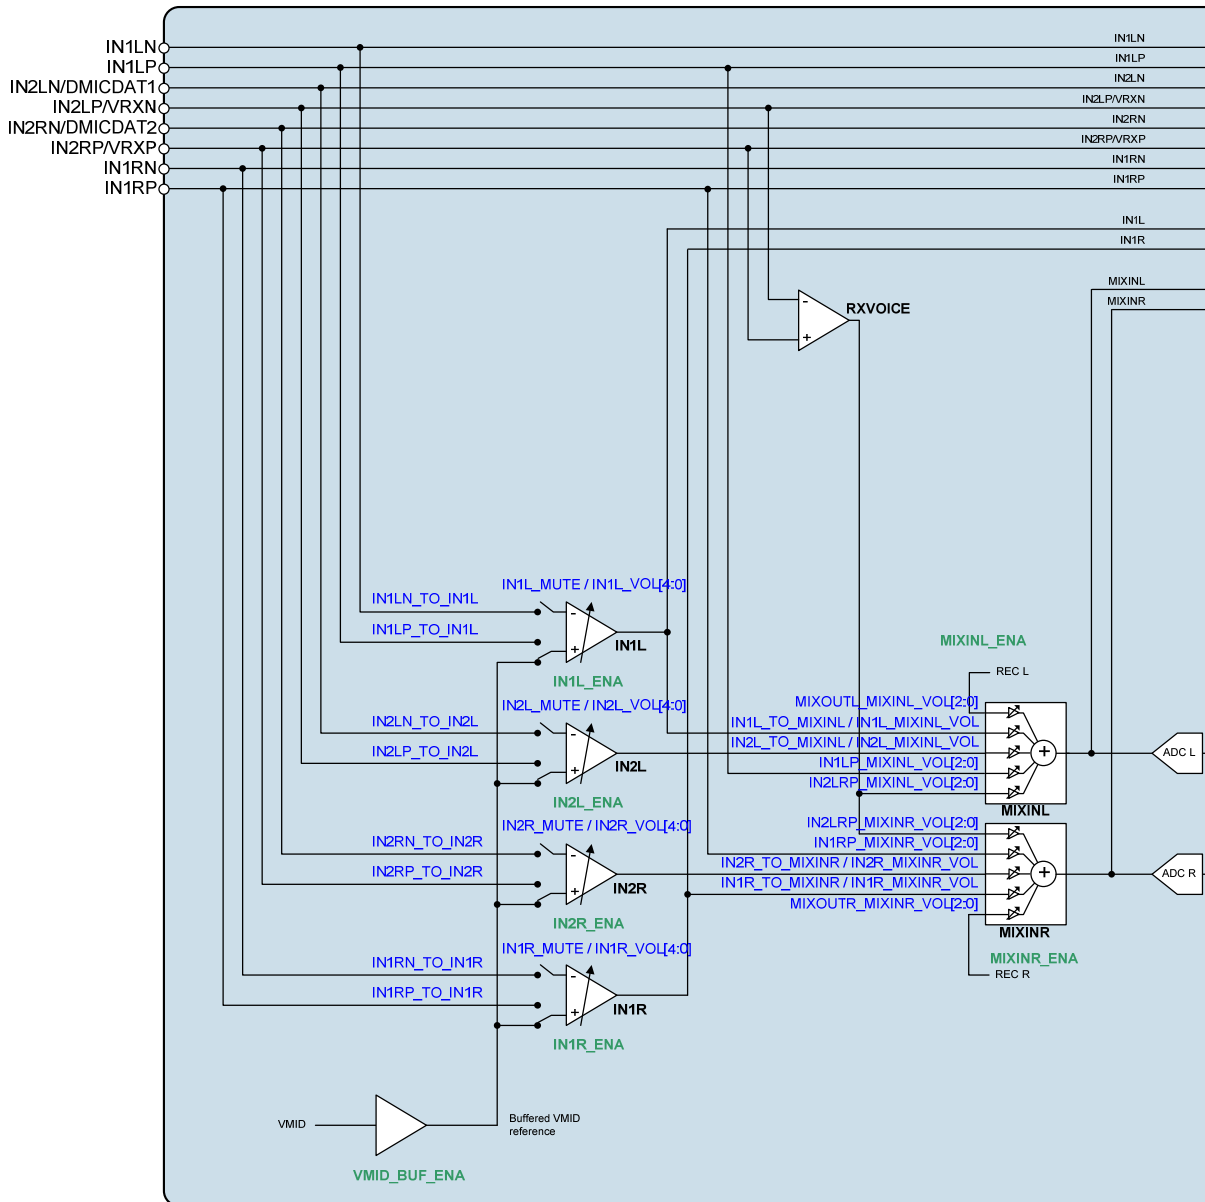 IN1LN
IN1LN
IN1LP
IN1LP
IN2LN/DMICDAT1
IN2LN
IN2LP/VRXN
IN2LP/VRXN
IN2RN/DMICDAT2
IN2RN
IN2RP/VRXP
IN2RP/VRXP
IN1RN
IN1RN
IN1RP
IN1RP
IN1L
IN1R
MIXINL
MIXINR
-
RXVOICE
+
IN1L_MUTE / IN1L_VOL[4:0]
IN1LN_TO_IN1L
-
IN1LP_TO_IN1L
+
IN1L
IN1L_ENA
MIXINL_ENA
REC L
IN2L_MUTE / IN2L_VOL[4:0]
MIXOUTL_MIXINL_VOL[2:0]
IN2LN_TO_IN2L
-
IN1L_TO_MIXINL / IN1L_MIXINL_VOL
IN2LP_TO_IN2L
IN2L_TO_MIXINL / IN2L_MIXINL_VOL
+
ADC L
+
IN2L
IN1LP_MIXINL_VOL[2:0]
IN2LRP_MIXINL_VOL[2:0]
IN2L_ENA
MIXINL
IN2R_MUTE / IN2R_VOL[4:0]
IN2LRP_MIXINR_VOL[2:0]
IN2RN_TO_IN2R
-
IN1RP_MIXINR_VOL[2:0]
IN2RP_TO_IN2R
IN2R_TO_MIXINR / IN2R_MIXINR_VOL
+
ADC R
+
IN2R
IN1R_TO_MIXINR / IN1R_MIXINR_VOL
MIXOUTR_MIXINR_VOL[2:0]
IN2R_ENA
MIXINR
IN1R_MUTE / IN1R_VOL[4:0]
MIXINR_ENA
IN1RN_TO_IN1R
-
REC R
IN1RP_TO_IN1R
+
IN1R
IN1R_ENA
VMID
Buffered VMID
reference
VMID_BUF_ENA